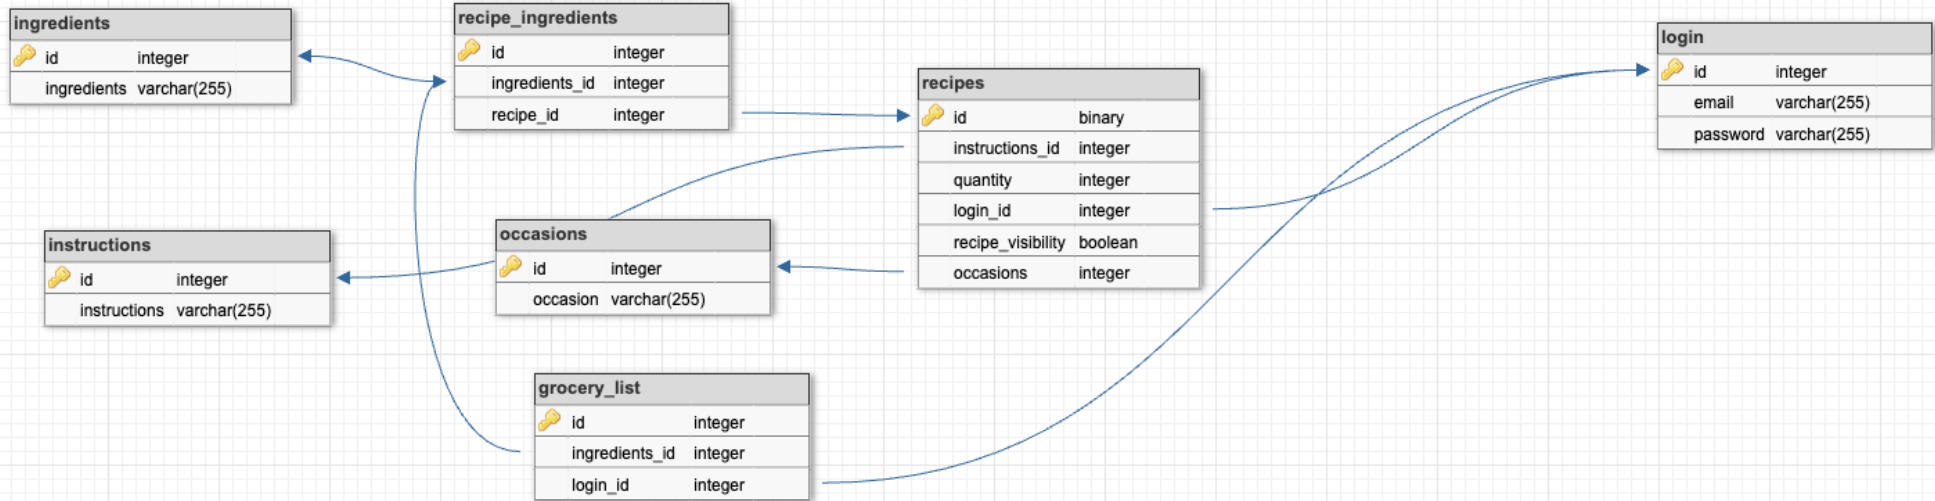 ingredients
id integer
ingredients varchar(255)
recipe_ingredients
id integer
ingredients_id integer
recipe_id integer
recipes
id binary
instructions_id integer
quantity integer
login_id integer
recipe_visibility boolean
occasions integer
login
id integer
email varchar(255)
password varchar(255)
instructions
id integer
instructions varchar(255)
occasions
id integer
occasion varchar(255)
grocery_list
id integer
ingredients_id integer
login_id integer